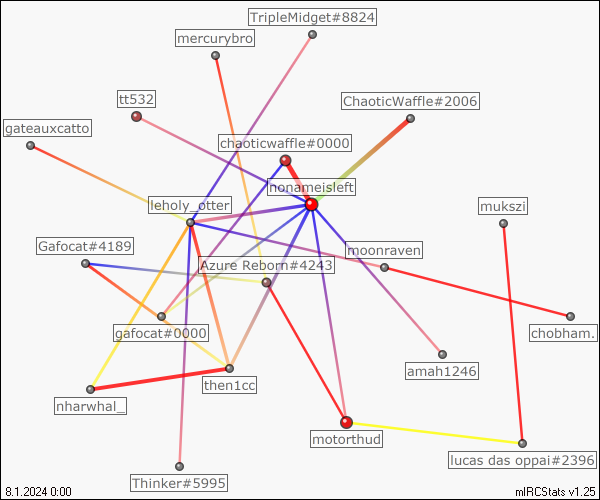 TripleMidget#8824
mercurybro
tt532
ChaoticWaffle#2006
gateauxcatto
chaoticwaffle#0000
nonameisleft
leholy_otter
mukszi
Gafocat#4189
moonraven
Azure Reborn#4243
gafocat#0000
chobham.
amah1246
then1cc
nharwhal_
motorthud
lucas das oppai#2396
Thinker#5995
8.1.2024 0:00
mIRCStats v1.25